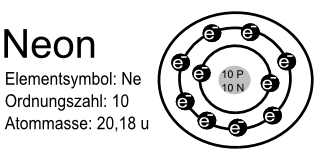 Neon
Elementsymbol: Ne
Ordnungszahl: 10
Atommasse: 20,18 u
e⁻
e⁻
e⁻
e⁻
e⁻
10 P
10 N
e⁻
e⁻
e⁻
e⁻
e⁻